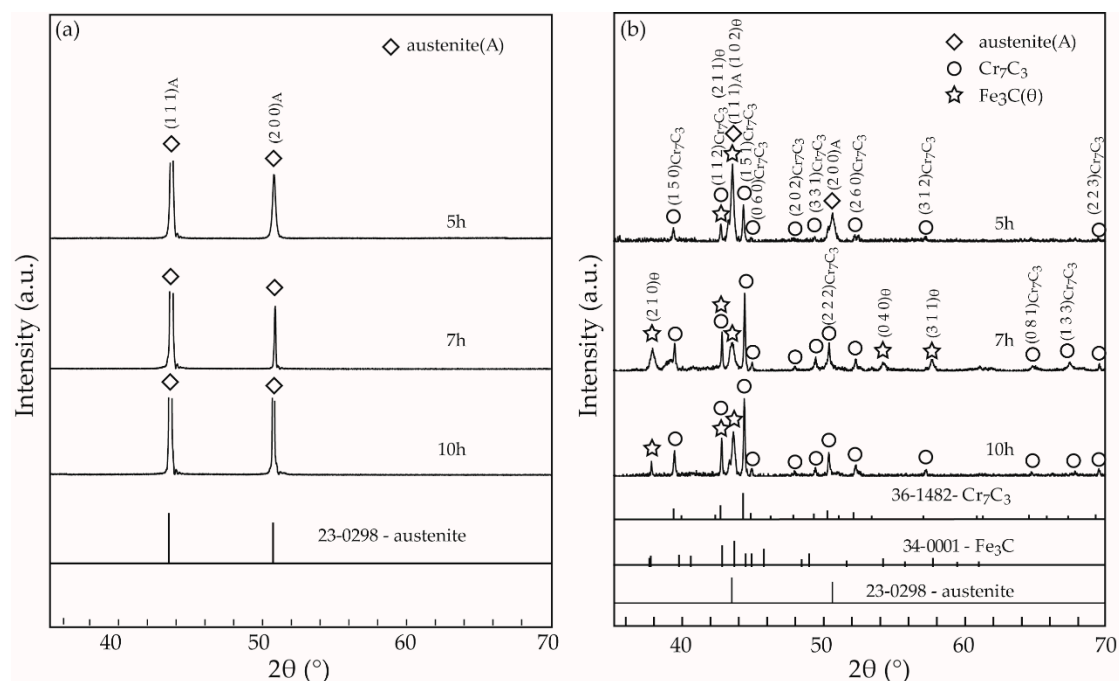 (a)
austenite(A)
(1 1 1)A
(2 0 0)A
5h
7h
10h
23-0298 - austenite
Intensity (a.u.)
40
50
60
70
2θ (°)
(b)
austenite(A)
Cr7C3
Fe3C(θ)
(1 5 0)Cr7C3
(1 1 2)Cr7C3 (2 1 1)θ
(1 1 1)A (1 0 2)θ
(1 5 1)Cr7C3
(0 6 0)Cr7C3
(2 0 2)Cr7C3
(3 3 1)Cr7C3
(2 0 0)A
(2 6 0)Cr7C3
(3 1 2)Cr7C3
(2 2 3)Cr7C3
5h
(2 1 0)θ
(2 2 2)Cr7C3
(0 4 0)θ
(3 1 1)θ
(0 8 1)Cr7C3
(1 3 3)Cr7C3
7h
10h
36-1482- Cr7C3
34-0001 - Fe3C
23-0298 - austenite
Intensity (a.u.)
40
50
60
70
2θ (°)